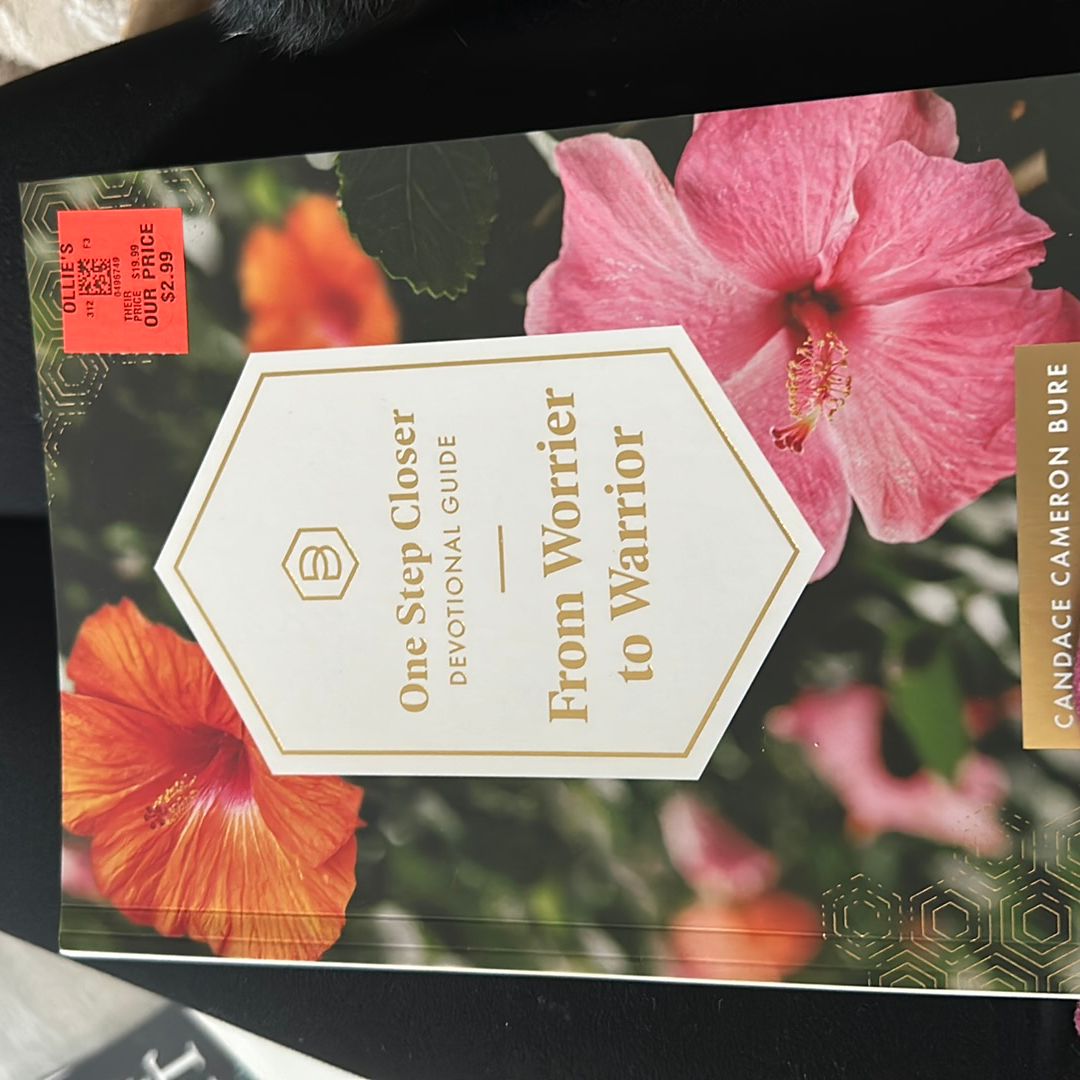 OLLIE'S
312
F3
0496749
THEIR
PRICE $19.99
OUR PRICE
$2.99
B
One Step Closer
DEVOTIONAL GUIDE
From Worrier
to Warrior
CANDACE CAMERON BURE